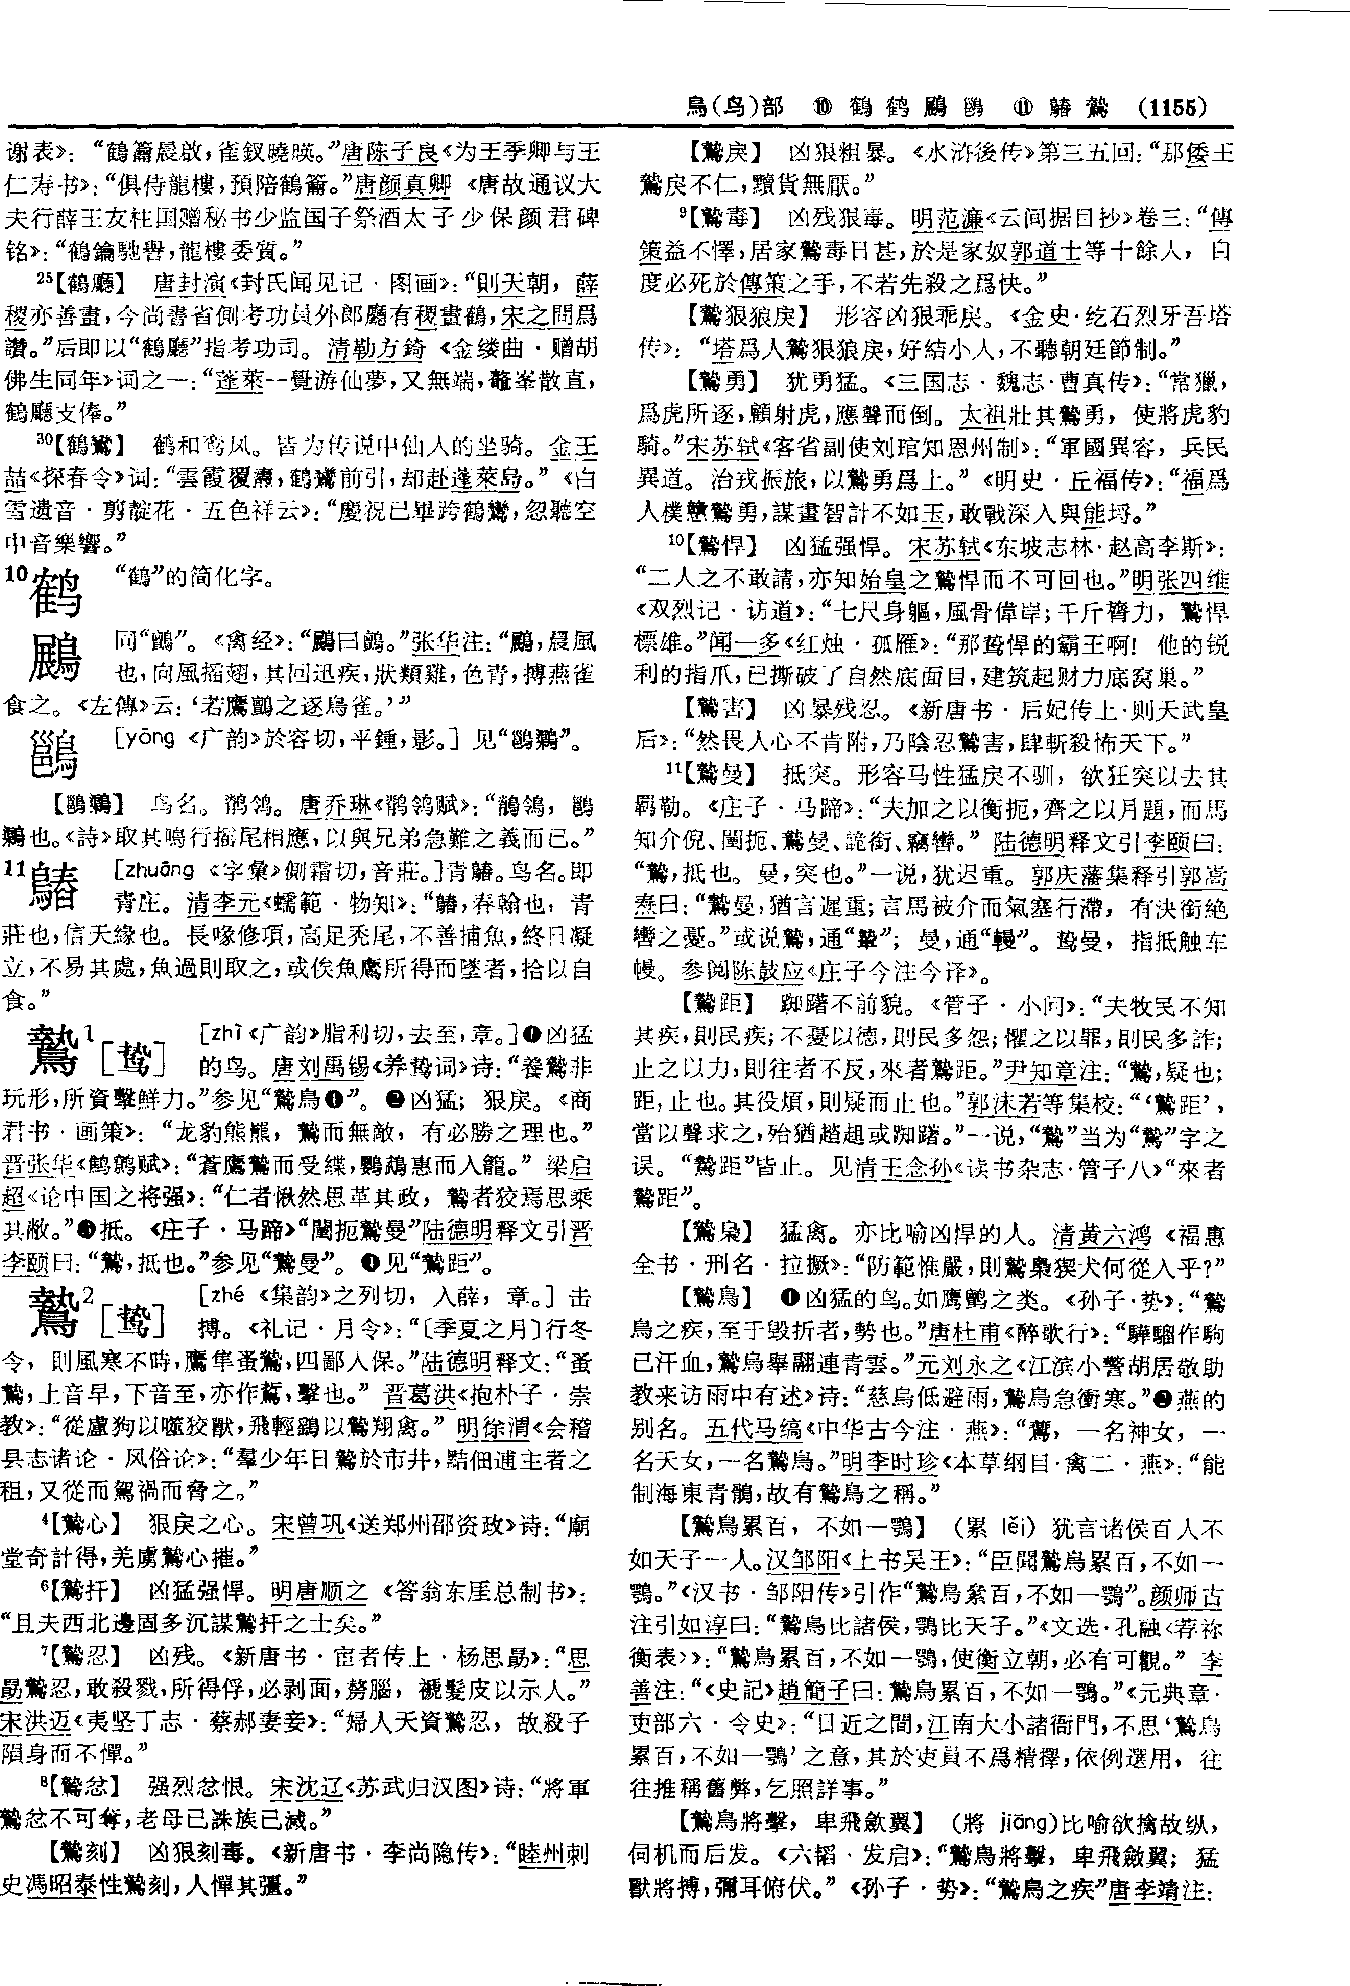 鳥(鸟)部 ⑩ 鶴 鹤 鷵 鷛 ⑪ 鶄 鷙 (1155)
谢表》：“鶴籥晨啟，雀釵曉暎。”唐陈子良《为王季卿与王
仁寿书》：“俱侍龍樓，預陪鶴籥。”唐颜真卿《唐故通议大
夫行薛王友柱国赠秘书少监国子祭酒太子少保颜君碑
铭》：“鶴鑰馳譽，龍樓委質。”
25【鶴廳】 唐封演《封氏闻见记·图画》：“則天朝，薛
稷亦善畫，今尚書省側考功員外郎廳有稷畫鶴，宋之問爲
讚。”后即以“鶴廳”指考功司。清勒方錡《金缕曲·赠胡
佛生同年》词之一：“蓬萊一覺游仙夢，又無端，鼇峯散直，
鶴廳支俸。”
30【鶴鸞】 鹤和鸾凤。皆为传说中仙人的坐骑。金王
喆《探春令》词：“雲霞覆燾，鶴鸞前引，却赴蓬萊島。”《白
雪遺音·剪靛花·五色祥云》：“慶祝已畢跨鶴鸞，忽聽空
中音樂響。”
10鹤 “鶴”的简化字。
同“鸇”。《禽经》：“鷐曰鸇。”张华注：“鷐，晨風
也，向風摇翅，其回迅疾，狀類雞，色青，搏燕雀
食之。《左傳》云：‘若鷹鸇之逐鳥雀。’”
[yōng 《广韵》於容切，平鍾，影。] 见“鷛鸈”。
鸟名。鹡鸰。唐乔琳《鹡鸰赋》：“鶺鴒，
也。《詩》取其鳴行摇尾相應，以與兄弟急難之義而已。”
11 [zhuāng 《字彙》側霜切，音莊。]青鶄。鸟名。即
青庄。清李元《蠕範·物知》：“春翰也，青
莊也，信天緣也。長喙修項，高足秃尾，不善捕魚，終日凝
立，不易其處，魚過則取之，或俟魚鷹所得而墜者，拾以自
食。”
鷙1［鸷］ [zhì《广韵》脂利切，去至，章。]❶凶猛
的鸟。唐刘禹锡《养鸷词》诗：“養鷙非
玩形，所資擊鮮力。”参见“鷙鳥❶”。❷凶猛；狠戾。《商
君书·画策》：“龙豹熊羆，鷙而無敵，有必勝之理也。”
晋张华《鹪鹩赋》：“蒼鷹鷙而受緤，鸚鵡惠而入籠。”梁启
超《论中国之将强》：“仁者愀然思革其政，鷙者狡焉思乘
其敝。”❸抵。《庄子·马蹄》“闉扼鷙曼”陆德明释文引晋
李颐曰：“鷙，抵也。”参见“鷙曼”。❹见“鷙距”。
鷙2［鸷］ [zhé 《集韵》之列切，入薛，章。] 击
搏。《礼记·月令》：“〔季夏之月〕行冬
令，則風寒不時，鷹隼蚤鷙，四鄙入保。”陆德明释文：“蚤
鷙，上音早，下音至，亦作駤，擊也。”晋葛洪《抱朴子·崇
教》：“從盧狗以噬狡獸，飛輕鷂以鷙翔禽。”明徐渭《会稽
县志诸论·风俗论》：“羣少年日鷙於市井，黠佃逋主者之
租，又從而駕禍而脅之。”
4【鷙心】 狠戾之心。宋曾巩《送郑州邵资政》诗：“廟
堂奇計得，羌虜鷙心摧。”
6【鷙扞】 凶猛强悍。明唐顺之《答翁东厓总制书》：
“且夫西北邊固多沉謀鷙扞之士矣。”
7【鷙忍】 凶残。《新唐书·宦者传上·杨思勗》：“思
勗鷙忍，敢殺戮，所得俘，必剥面，剺腦，褫髮皮以示人。”
宋洪迈《夷坚丁志·蔡郝妻妾》：“婦人天資鷙忍，故殺子
隕身而不憚。”
8【鷙忿】 强烈忿恨。宋沈辽《苏武归汉图》诗：“將軍
鷙忿不可奪，老母已誅族已滅。”
【鷙刻】 凶狠刻毒。《新唐书·李尚隐传》：“睦州刺
史馮昭泰性鷙刻，人憚其彊。”
【鷙戾】 凶狠粗暴。《水浒後传》第三五回：“那倭王
鷙戾不仁，黷貨無厭。”
9【鷙毒】 凶残狠毒。明范濂《云间据目抄》卷三：“傅
策益不懌，居家鷙毒日甚，於是家奴郭道士等十餘人，自
度必死於傅策之手，不若先殺之爲快。”
【鷙狠狼戾】 形容凶狠乖戾。《金史·纥石烈牙吾塔
传》：“塔爲人鷙狠狼戾，好結小人，不聽朝廷節制。”
【鷙勇】 犹勇猛。《三国志·魏志·曹真传》：“常獵，
爲虎所逐，顧射虎，應聲而倒。太祖壯其鷙勇，使將虎豹
騎。”宋苏轼《客省副使刘琯知恩州制》：“軍國異容，兵民
異道。治戎振旅，以鷙勇爲上。”《明史·丘福传》：“福爲
人樸戇鷙勇，謀畫智計不如玉，敢戰深入與能埒。”
10【鷙悍】 凶猛强悍。宋苏轼《东坡志林·赵高李斯》：
“二人之不敢請，亦知始皇之鷙悍而不可回也。”明张四维
《双烈记·访道》：“七尺身軀，風骨偉岸；千斤膂力，鷙悍
標雄。”闻一多《红烛·孤雁》：“那鸷悍的霸王啊！他的锐
利的指爪，已撕破了自然底面目，建筑起财力底窝巢。”
【鷙害】 凶暴残忍。《新唐书·后妃传上·则天武皇
后》：“然畏人心不肯附，乃陰忍鷙害，肆斬殺怖天下。”
11【鷙曼】 抵突。形容马性猛戾不驯，欲狂突以去其
羁勒。《庄子·马蹄》：“夫加之以衡扼，齊之以月題，而馬
知介倪、闉扼、鷙曼、詭銜、竊轡。”陆德明释文引李颐曰：
“鷙，抵也。曼，突也。”一说，犹迟重。郭庆藩集释引郭嵩
焘曰：“鷙曼，猶言遲重；言馬被介而氣塞行滯，有決銜絶
轡之憂。”或说鷙，通“騺”；曼，通“幔”。鸷曼，指抵触车
幔。参阅陈鼓应《庄子今注今译》。
【鷙距】 踟躇不前貌。《管子·小问》：“夫牧民不知
其疾，則民疾；不憂以德，則民多怨；懼之以罪，則民多詐；
止之以力，則往者不反，來者鷙距。”尹知章注：“鷙，疑也；
距，止也。其役煩，則疑而止也。”郭沫若等集校：“‘鷙距’，
當以聲求之，殆猶趑趄或踟躇。”一说，“鷙”当为“騺”字之
误。“騺距”皆止。见清王念孙《读书杂志·管子八》“來者
鷙距”。
【鷙梟】 猛禽。亦比喻凶悍的人。清黄六鸿《福惠
全书·刑名·拉撅》：“防範惟嚴，則鷙梟猰犬何從入乎？”
【鷙鳥】 ❶凶猛的鸟。如鹰鹯之类。《孙子·势》：“鷙
鳥之疾，至于毀折者，勢也。”唐杜甫《醉歌行》：“驊騮作駒
已汗血，鷙鳥舉翮連青雲。”元刘永之《江滨小警胡居敬助
教来访雨中有述》诗：“慈烏低避雨，鷙鳥急衝寒。”❷燕的
别名。五代马缟《中华古今注·燕》：“鷰，一名神女，一
名天女，一名鷙鳥。”明李时珍《本草纲目·禽二·燕》：“能
制海東青鶻，故有鷙鳥之稱。”
【鷙鳥累百，不如一鶚】（累 lěi）犹言诸侯百人不
如天子一人。汉邹阳《上书吴王》：“臣聞鷙鳥累百，不如一
鶚。”《汉书·邹阳传》引作“鷙鳥絫百，不如一鶚”。颜师古
注引如淳曰：“鷙鳥比諸侯，鶚比天子。”《文选·孔融〈荐祢
衡表〉》：“鷙鳥累百，不如一鶚，使衡立朝，必有可觀。”李
善注：“《史記》趙簡子曰：鷙鳥累百，不如一鶚。”《元典章·
吏部六·令史》：“日近之間，江南大小諸衙門，不思‘鷙鳥
累百，不如一鶚’之意，其於吏員不爲精擇，依例選用，往
往推稱舊弊，乞照詳事。”
【鷙鳥將擊，卑飛斂翼】（將 jiāng）比喻欲擒故纵，
伺机而后发。《六韬·发启》：“鷙鳥將擊，卑飛斂翼；猛
獸將搏，彌耳俯伏。”《孙子·势》：“鷙鳥之疾”唐李靖注：